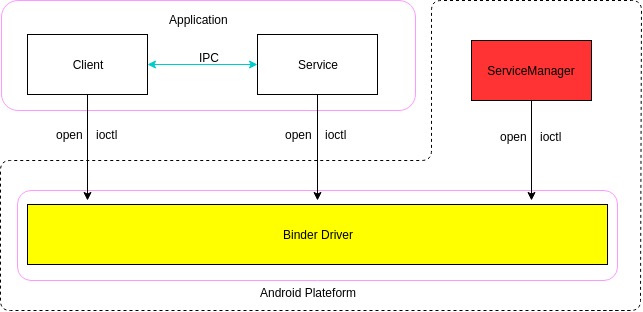 Application
Client
IPC
Service
ServiceManager
open ioctl
open ioctl
open ioctl
Binder Driver
Android Plateform